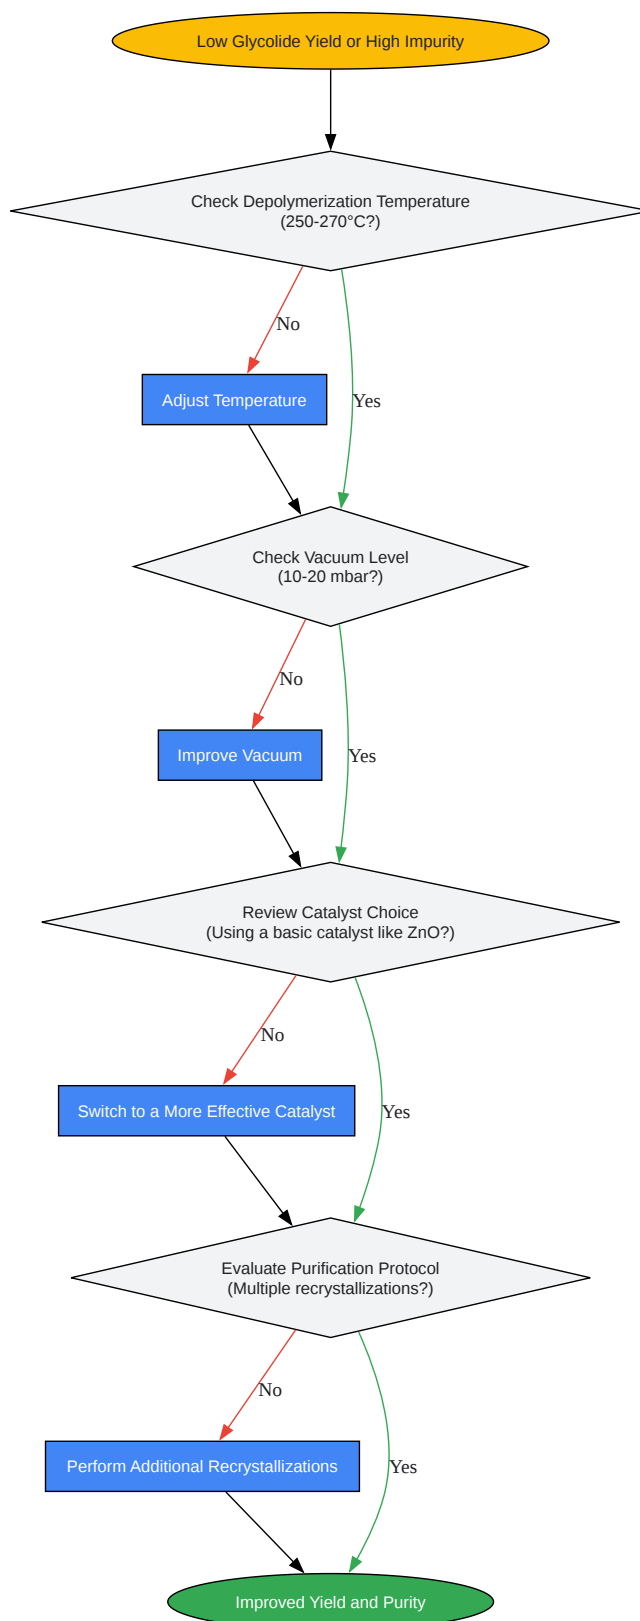 Low Glycolide Yield or High Impurity
Check Depolymerization Temperature
(250-270°C?)
No
Adjust Temperature
Yes
Check Vacuum Level
(10-20 mbar?)
No
Improve Vacuum
Yes
Review Catalyst Choice
(Using a basic catalyst like ZnO?)
No
Switch to a More Effective Catalyst
Yes
Evaluate Purification Protocol
(Multiple recrystallizations?)
No
Perform Additional Recrystallizations
Yes
Improved Yield and Purity